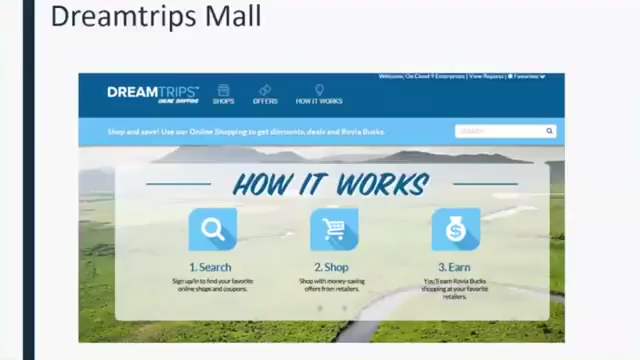 Dreamtrips Mall
Welcome, On Cloud 9 Enterprises | View Reports | Favorites
DREAMTRIPS™
ONLINE SHOPPING
SHOPS
OFFERS
HOW IT WORKS
Shop and save! Use our Online Shopping to get discounts, deals and Rovia Bucks.
HOW IT WORKS
1. Search
Sign up/in to find your favorite
online shops and coupons.
2. Shop
Shop with money-saving
offers from retailers.
3. Earn
You'll earn Rovia Bucks
shopping at your favorite
retailers.